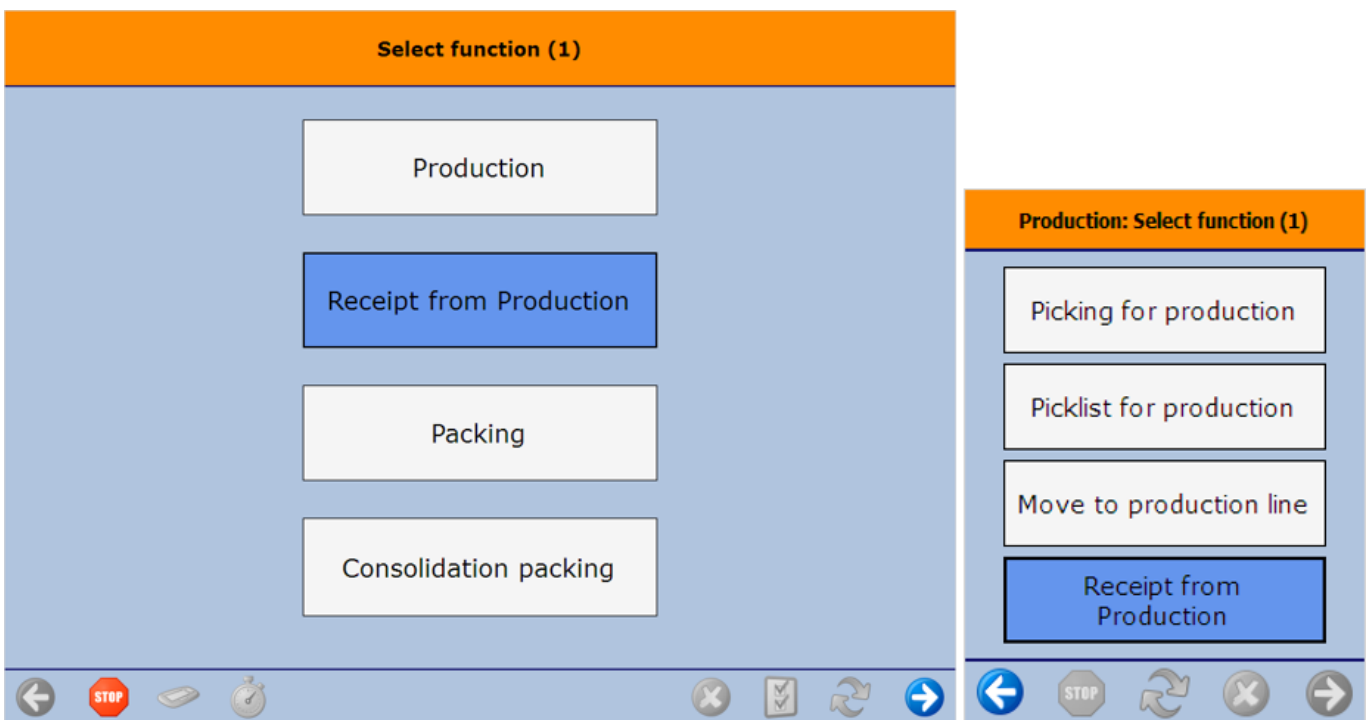 Select function (1)
Production
Receipt from Production
Packing
Consolidation packing
STOP
Production: Select function (1)
Picking for production
Picklist for production
Move to production line
Receipt from
Production
STOP